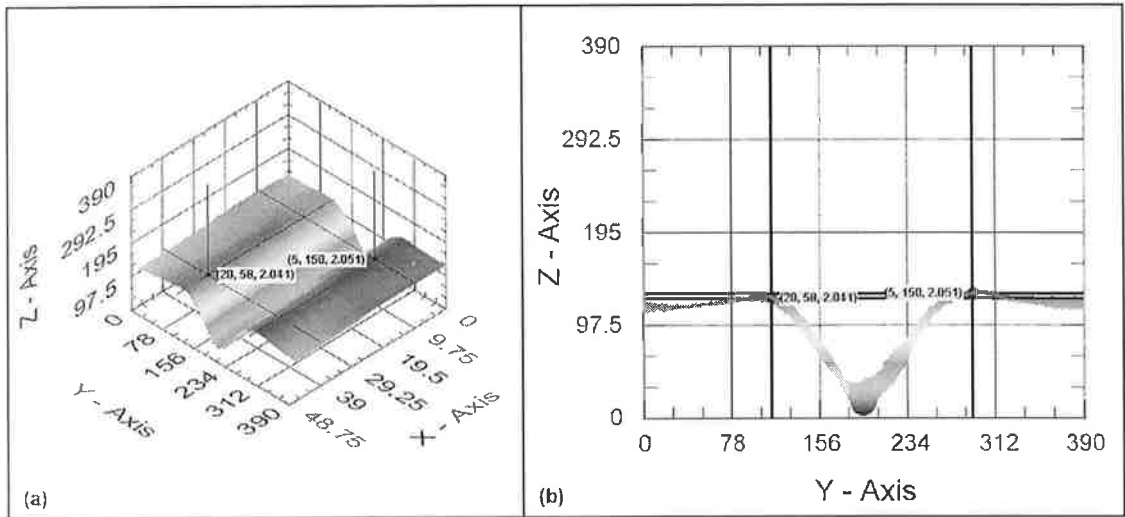 390
292.5
195
97.5
Z - Axis
0
78
156
234
312
390
Y - Axis
0
9.75
19.5
29.25
39
48.75
X - Axis
(20, 58, 2.041)
(5, 150, 2.051)
(a)
390
292.5
195
97.5
0
Z - Axis
(20, 58, 2.041)
(5, 150, 2.051)
0
78
156
234
312
390
Y - Axis
(b)